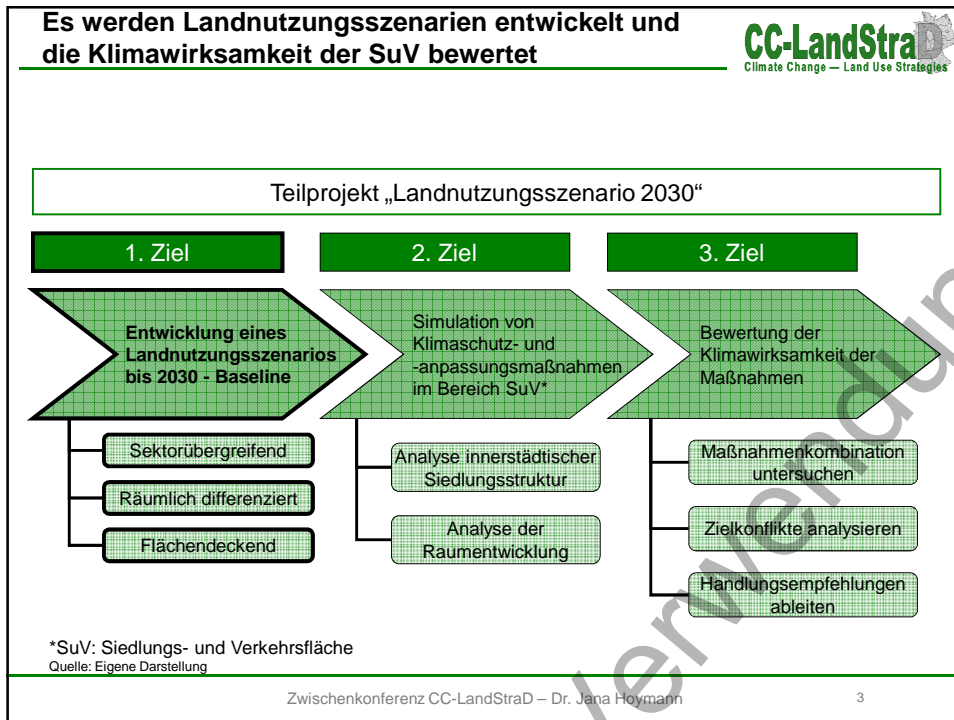 Es werden Landnutzungsszenarien entwickelt und
die Klimawirksamkeit der SuV bewertet
CC-LandStraD
Climate Change — Land Use Strategies
Teilprojekt „Landnutzungsszenario 2030“
1. Ziel
2. Ziel
3. Ziel
Entwicklung eines
Landnutzungsszenarios
bis 2030 - Baseline
Simulation von
Klimaschutz- und
-anpassungsmaßnahmen
im Bereich SuV*
Bewertung der
Klimawirksamkeit der
Maßnahmen
Sektorübergreifend
Räumlich differenziert
Flächendeckend
Analyse innerstädtischer
Siedlungsstruktur
Analyse der
Raumentwicklung
Maßnahmenkombination
untersuchen
Zielkonflikte analysieren
Handlungsempfehlungen
ableiten
*SuV: Siedlungs- und Verkehrsfläche
Quelle: Eigene Darstellung
Zwischenkonferenz CC-LandStraD – Dr. Jana Hoymann
3